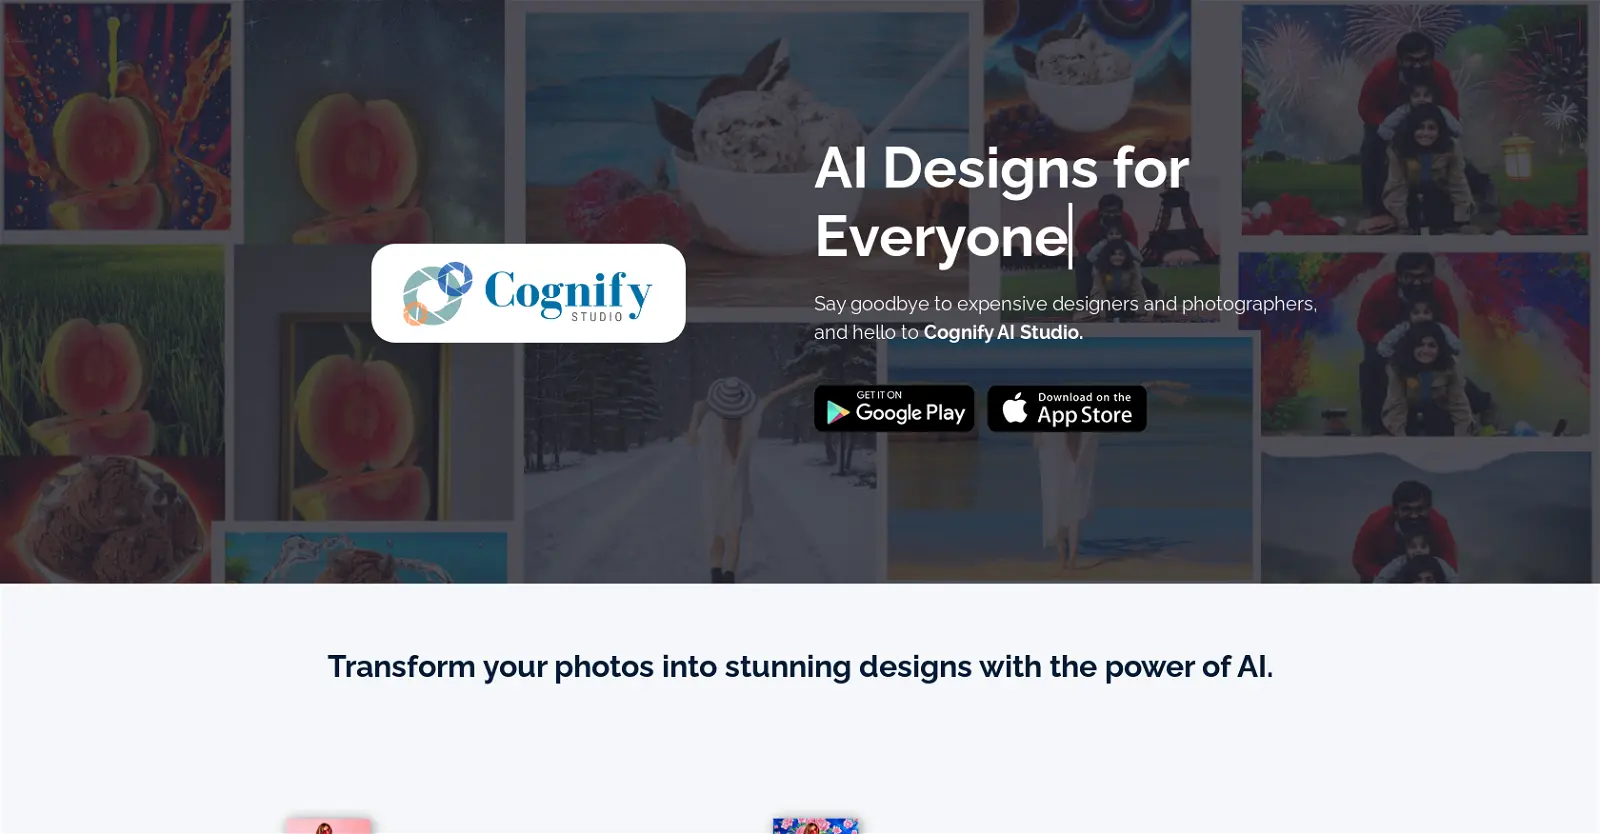 AI Designs for
Everyone
Cognify
STUDIO
Say goodbye to expensive designers and photographers,
and hello to Cognify AI Studio.
GET IT ON
Google Play
Download on the
App Store
Transform your photos into stunning designs with the power of AI.